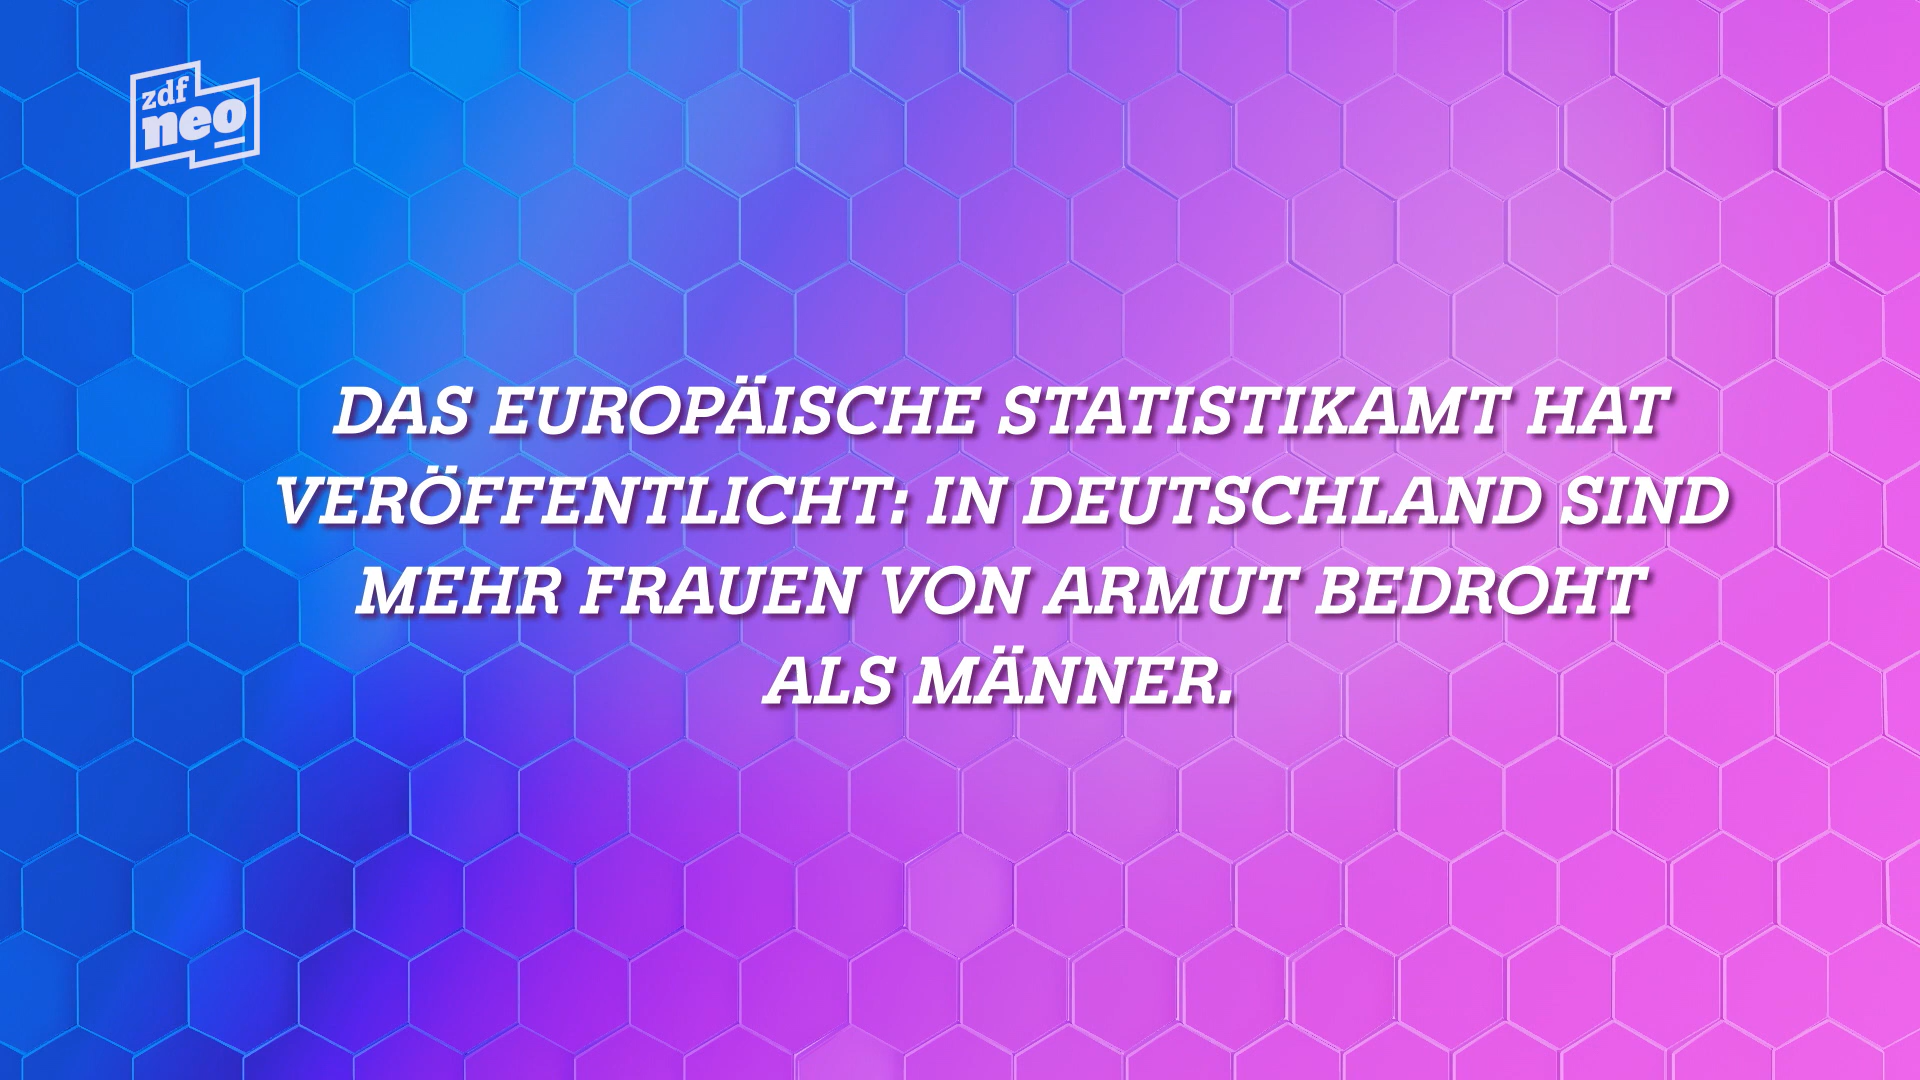 zdf
neo
DAS EUROPÄISCHE STATISTIKAMT HAT
VERÖFFENTLICHT: IN DEUTSCHLAND SIND
MEHR FRAUEN VON ARMUT BEDROHT
ALS MÄNNER.